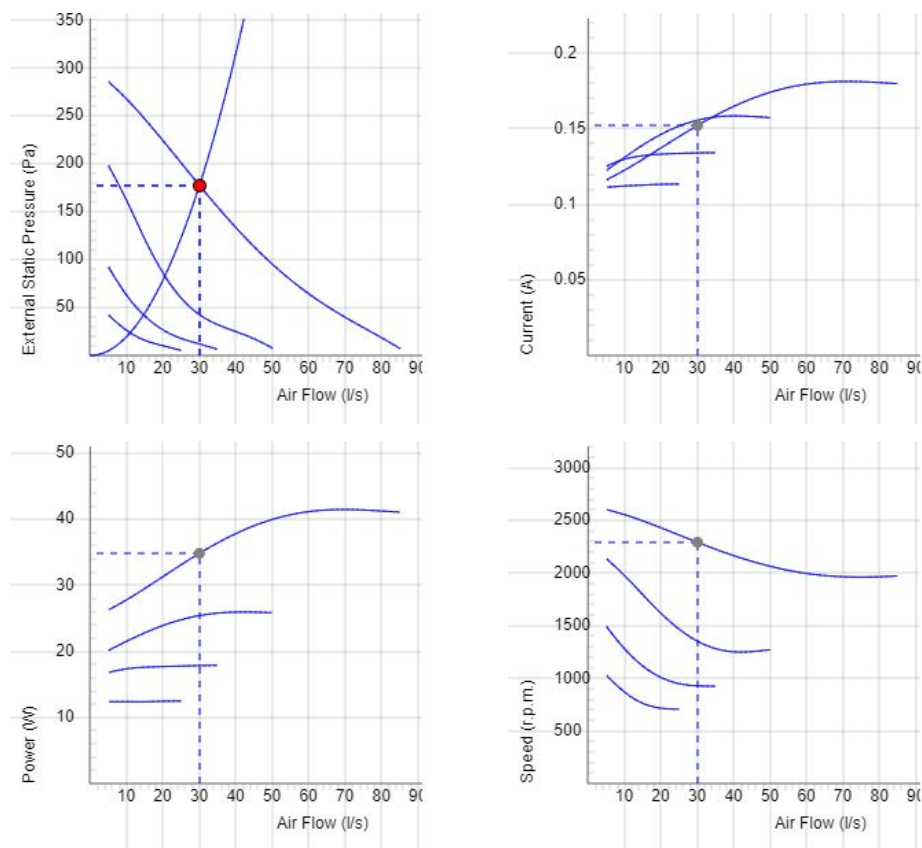 350
300
250
200
150
100
50
External Static Pressure (Pa)
10 20 30 40 50 60 70 80
Air Flow (l/s)
0.2
0.15
0.1
0.05
Current (A)
10 20 30 40 50 60 70 80
Air Flow (l/s)
50
40
30
20
10
Power (W)
10 20 30 40 50 60 70 80
Air Flow (l/s)
3000
2500
2000
1500
1000
500
Speed (r.p.m.)
10 20 30 40 50 60 70 80
Air Flow (l/s)